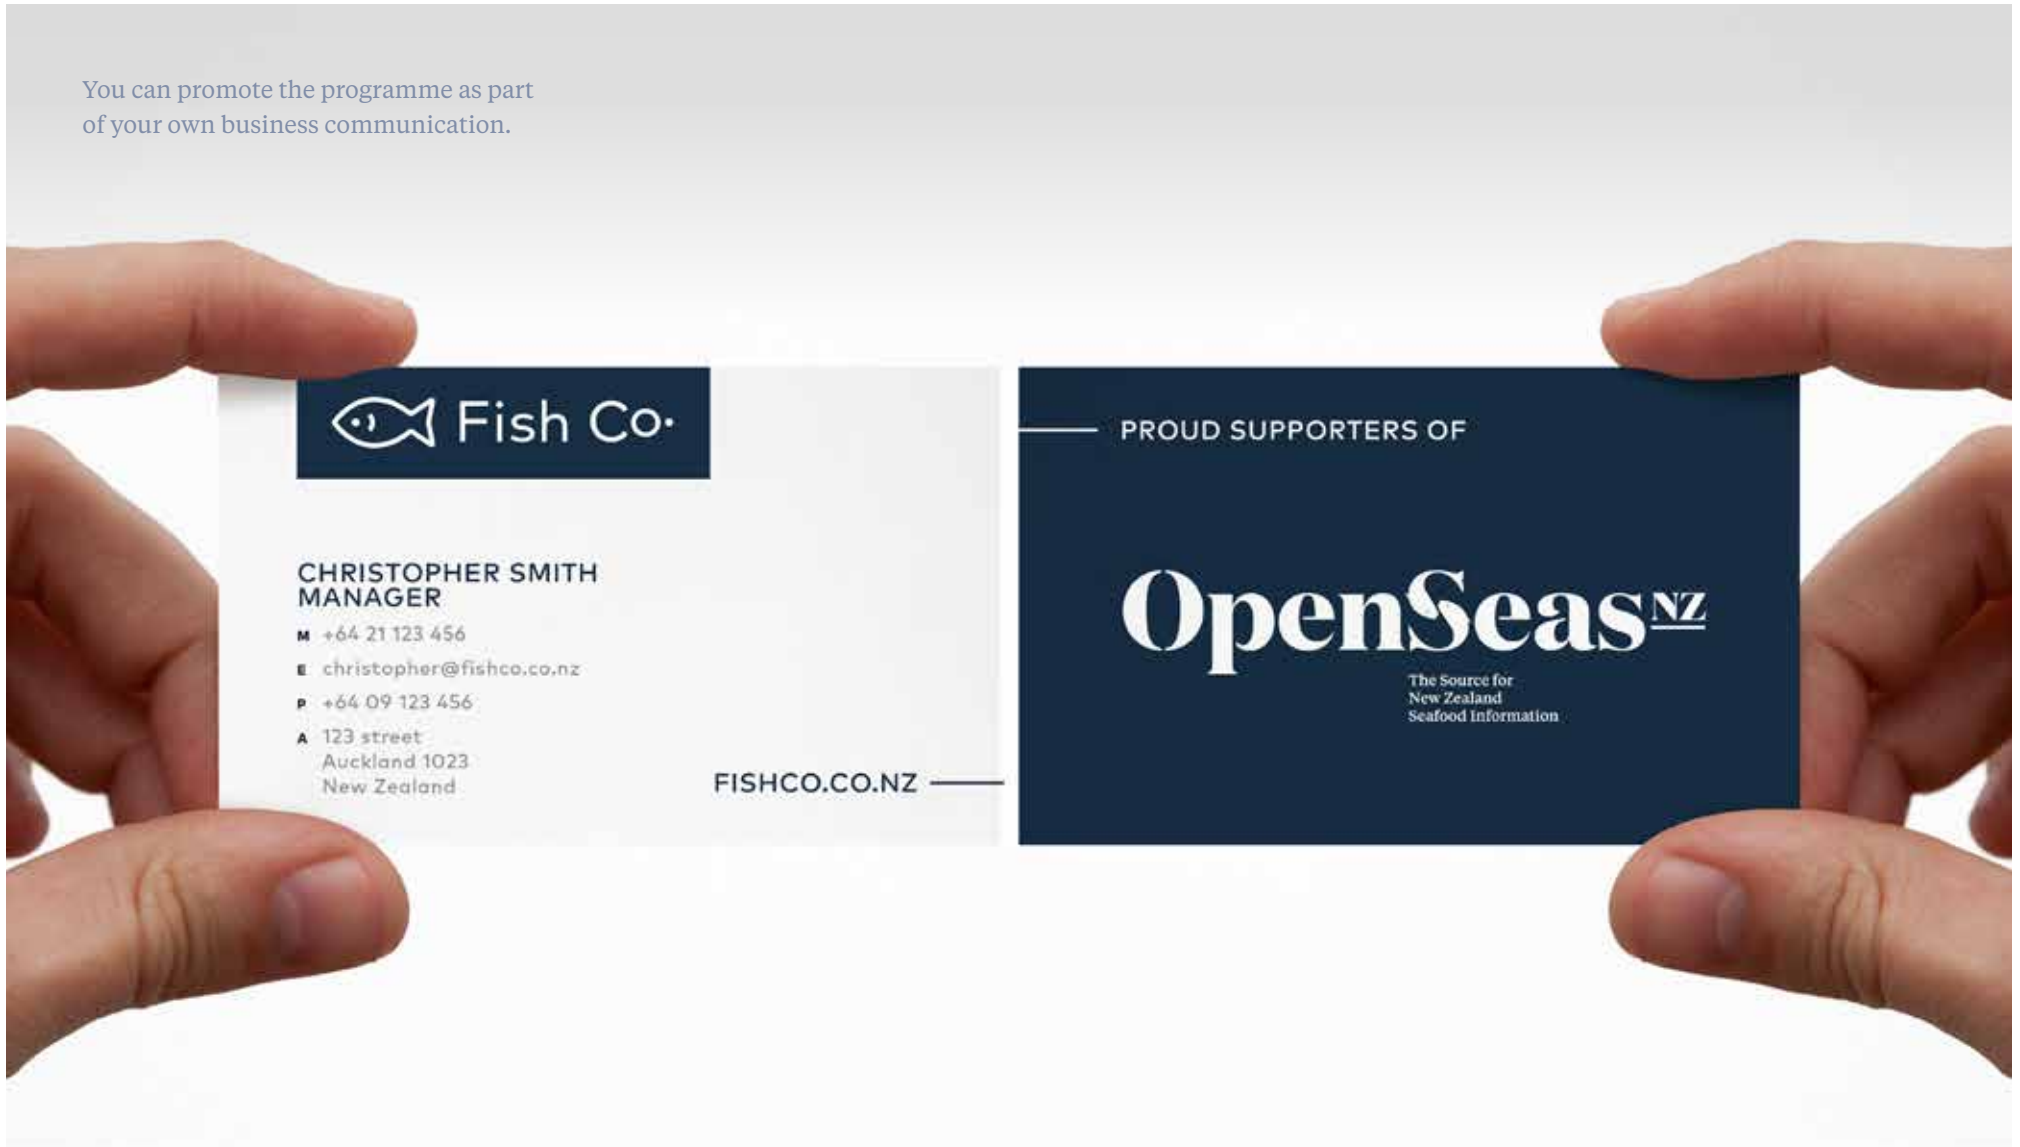 You can promote the programme as part
of your own business communication.
Fish Co.
CHRISTOPHER SMITH
MANAGER
M +64 21 123 456
E christopher@fishco.co.nz
P +64 09 123 456
A 123 street
Auckland 1023
New Zealand
FISHCO.CO.NZ
PROUD SUPPORTERS OF
OpenSeas NZ
The Source for
New Zealand
Seafood Information